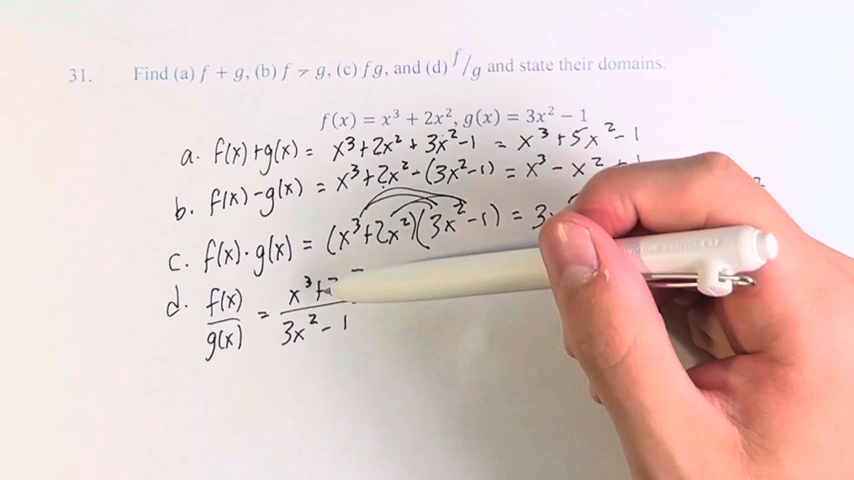 31. Find (a) f + g, (b) f - g, (c) fg, and (d) f/g and state their domains.
f(x) = x³ + 2x², g(x) = 3x² − 1
a. f(x)+g(x) = x³+2x² + 3x²-1 = x³+5x²-1
b. f(x)-g(x) = x³+2x²-(3x²-1) = x³-x²+1
c. f(x)·g(x) = (x³+2x²)(3x²-1) = 3
d. f(x)/g(x) = x³+ / 3x²-1